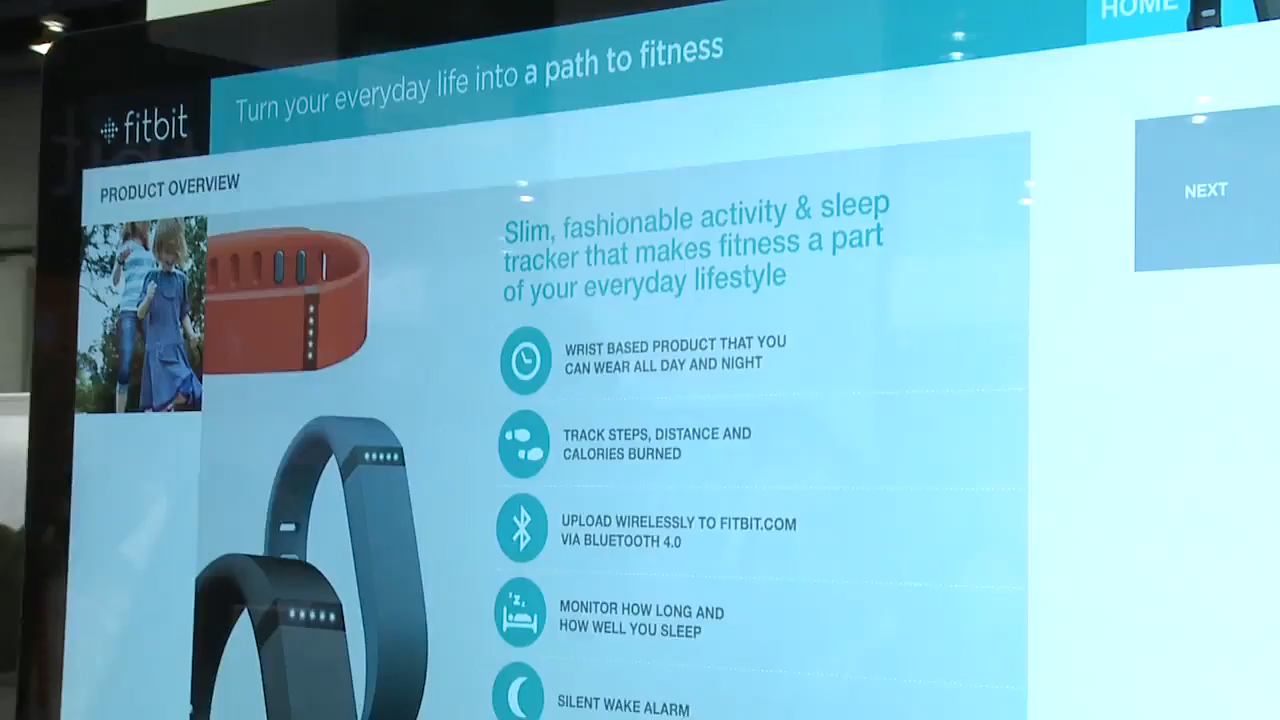 HOME
Turn your everyday life into a path to fitness
fitbit
PRODUCT OVERVIEW
NEXT
Slim, fashionable activity & sleep
tracker that makes fitness a part
of your everyday lifestyle
WRIST BASED PRODUCT THAT YOU
CAN WEAR ALL DAY AND NIGHT
TRACK STEPS, DISTANCE AND
CALORIES BURNED
UPLOAD WIRELESSLY TO FITBIT.COM
VIA BLUETOOTH 4.0
MONITOR HOW LONG AND
HOW WELL YOU SLEEP
SILENT WAKE ALARM